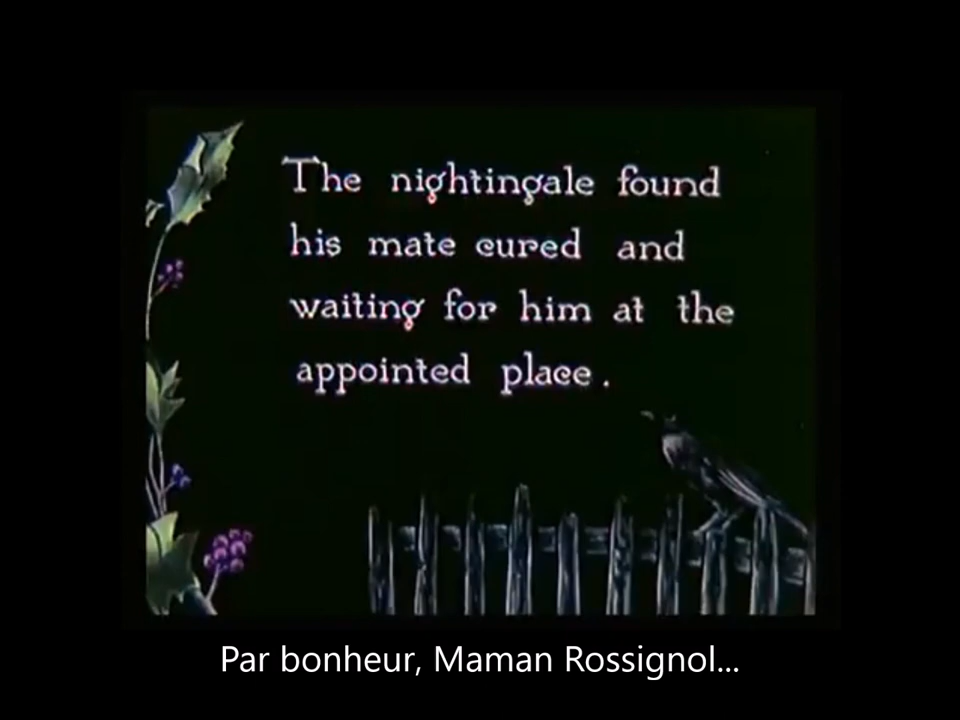 The nightingale found
his mate cured and
waiting for him at the
appointed place.
Par bonheur, Maman Rossignol...